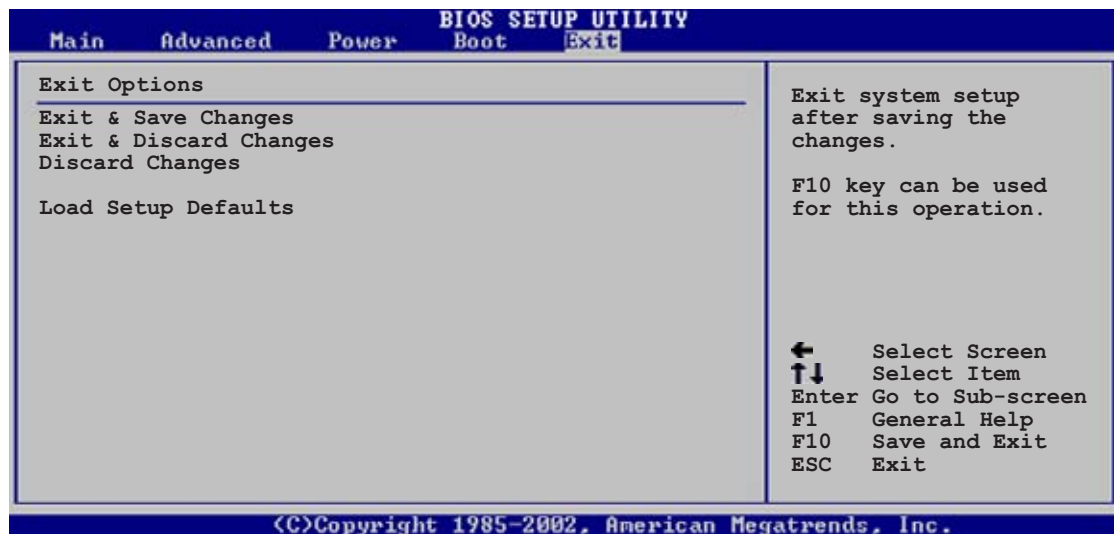 BIOS SETUP UTILITY
Main Advanced Power Boot Exit
Exit Options
Exit & Save Changes
Exit & Discard Changes
Discard Changes
Load Setup Defaults
Exit system setup
after saving the
changes.
F10 key can be used
for this operation.
← Select Screen
↑↓ Select Item
Enter Go to Sub-screen
F1 General Help
F10 Save and Exit
ESC Exit
(C)Copyright 1985-2002, American Megatrends, Inc.